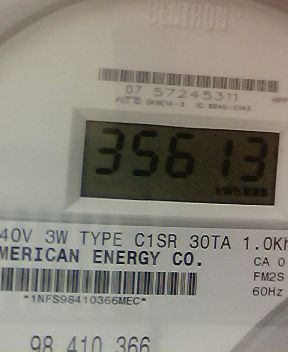 CENTRON®
07 57245311
35613
kWh
40V 3W TYPE C1SR 30TA 1.0Kh
MERICAN ENERGY CO.
CA 0
FM2S
60Hz
*1NFS98410366MEC*
98 410 366